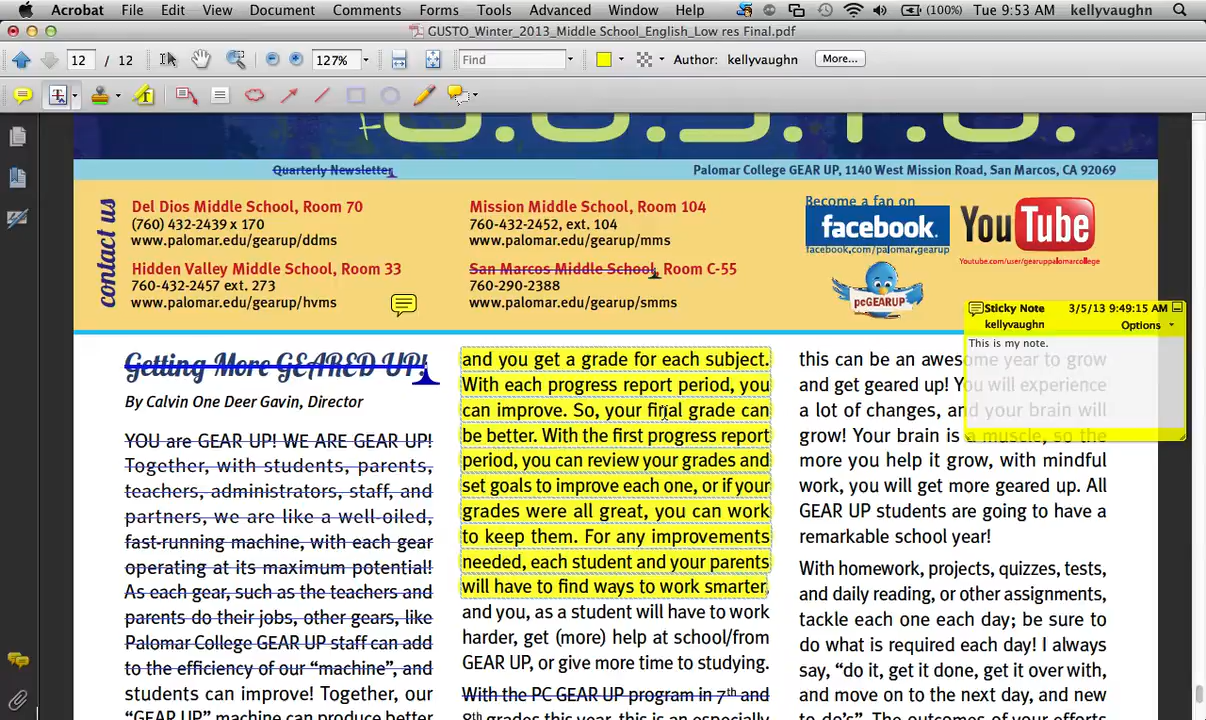 Acrobat File Edit View Document Comments Forms Tools Advanced Window Help (100%) Tue 9:53 AM kellyvaughn
GUSTO_Winter_2013_Middle School_English_Low res Final.pdf
12 / 12 127% Find Author: kellyvaughn More...
G.U.S.T.O.
Quarterly Newsletter
Palomar College GEAR UP, 1140 West Mission Road, San Marcos, CA 92069
contact us
Del Dios Middle School, Room 70
(760) 432-2439 x 170
www.palomar.edu/gearup/ddms
Hidden Valley Middle School, Room 33
760-432-2457 ext. 273
www.palomar.edu/gearup/hvms
Mission Middle School, Room 104
760-432-2452, ext. 104
www.palomar.edu/gearup/mms
San Marcos Middle School, Room C-55
760-290-2388
www.palomar.edu/gearup/smms
Become a fan on
facebook.
facebook.com/palomar.gearup
pcGEARUP
YouTube
Youtube.com/user/gearuppalomarcollege
Sticky Note 3/5/13 9:49:15 AM
kellyvaughn Options
This is my note.
Getting More GEARED UP!
By Calvin One Deer Gavin, Director
YOU are GEAR UP! WE ARE GEAR UP!
Together, with students, parents,
teachers, administrators, staff, and
partners, we are like a well-oiled,
fast-running machine, with each gear
operating at its maximum potential!
As each gear, such as the teachers and
parents do their jobs, other gears, like
Palomar College GEAR UP staff can add
to the efficiency of our “machine”, and
students can improve! Together, our
“GEAR UP” machine can produce better
and you get a grade for each subject.
With each progress report period, you
can improve. So, your final grade can
be better. With the first progress report
period, you can review your grades and
set goals to improve each one, or if your
grades were all great, you can work
to keep them. For any improvements
needed, each student and your parents
will have to find ways to work smarter,
and you, as a student will have to work
harder, get (more) help at school/from
GEAR UP, or give more time to studying.
With the PC GEAR UP program in 7th and
8th grades this year, this is an especially
this can be an awesome year to grow
and get geared up! You will experience
a lot of changes, and your brain will
grow! Your brain is a muscle, so the
more you help it grow, with mindful
work, you will get more geared up. All
GEAR UP students are going to have a
remarkable school year!
With homework, projects, quizzes, tests,
and daily reading, or other assignments,
tackle each one each day; be sure to
do what is required each day! I always
say, “do it, get it done, get it over with,
and move on to the next day, and new
to do’s”. The outcomes of your efforts